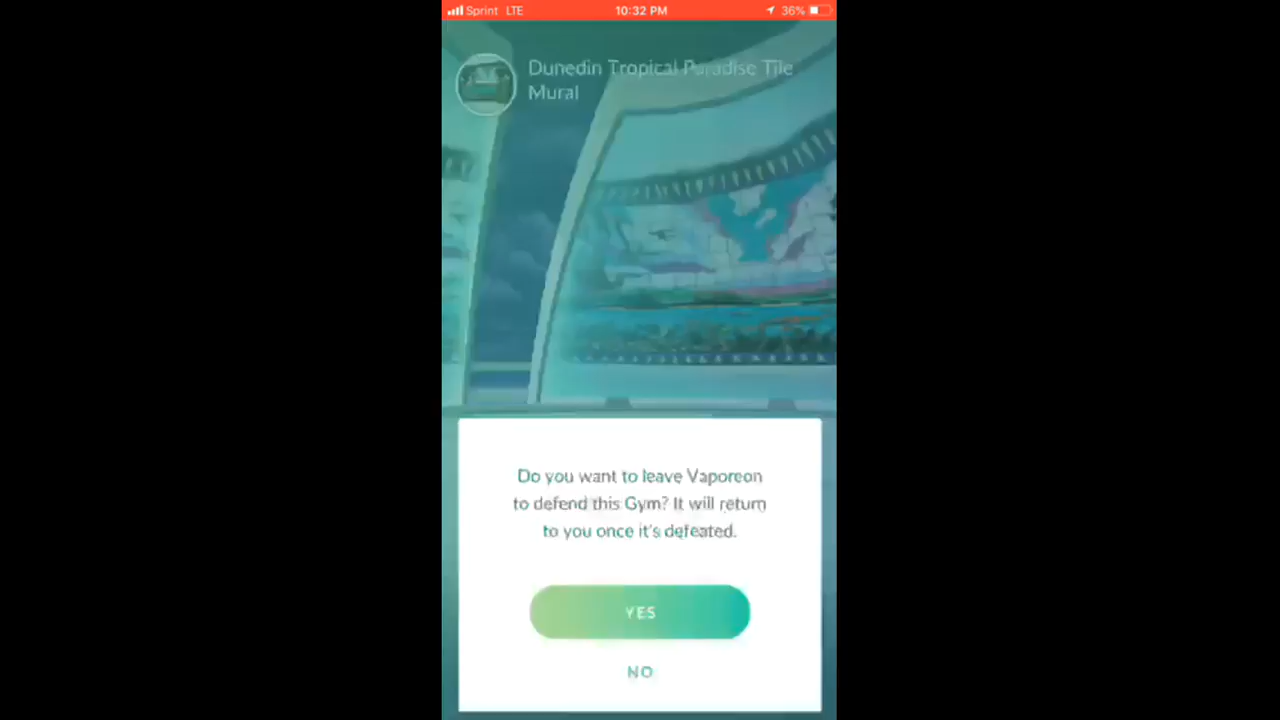 Sprint LTE 10:32 PM 36%
Dunedin Tropical Paradise Tile
Mural
Do you want to leave Vaporeon
to defend this Gym? It will return
to you once it's defeated.
YES
NO